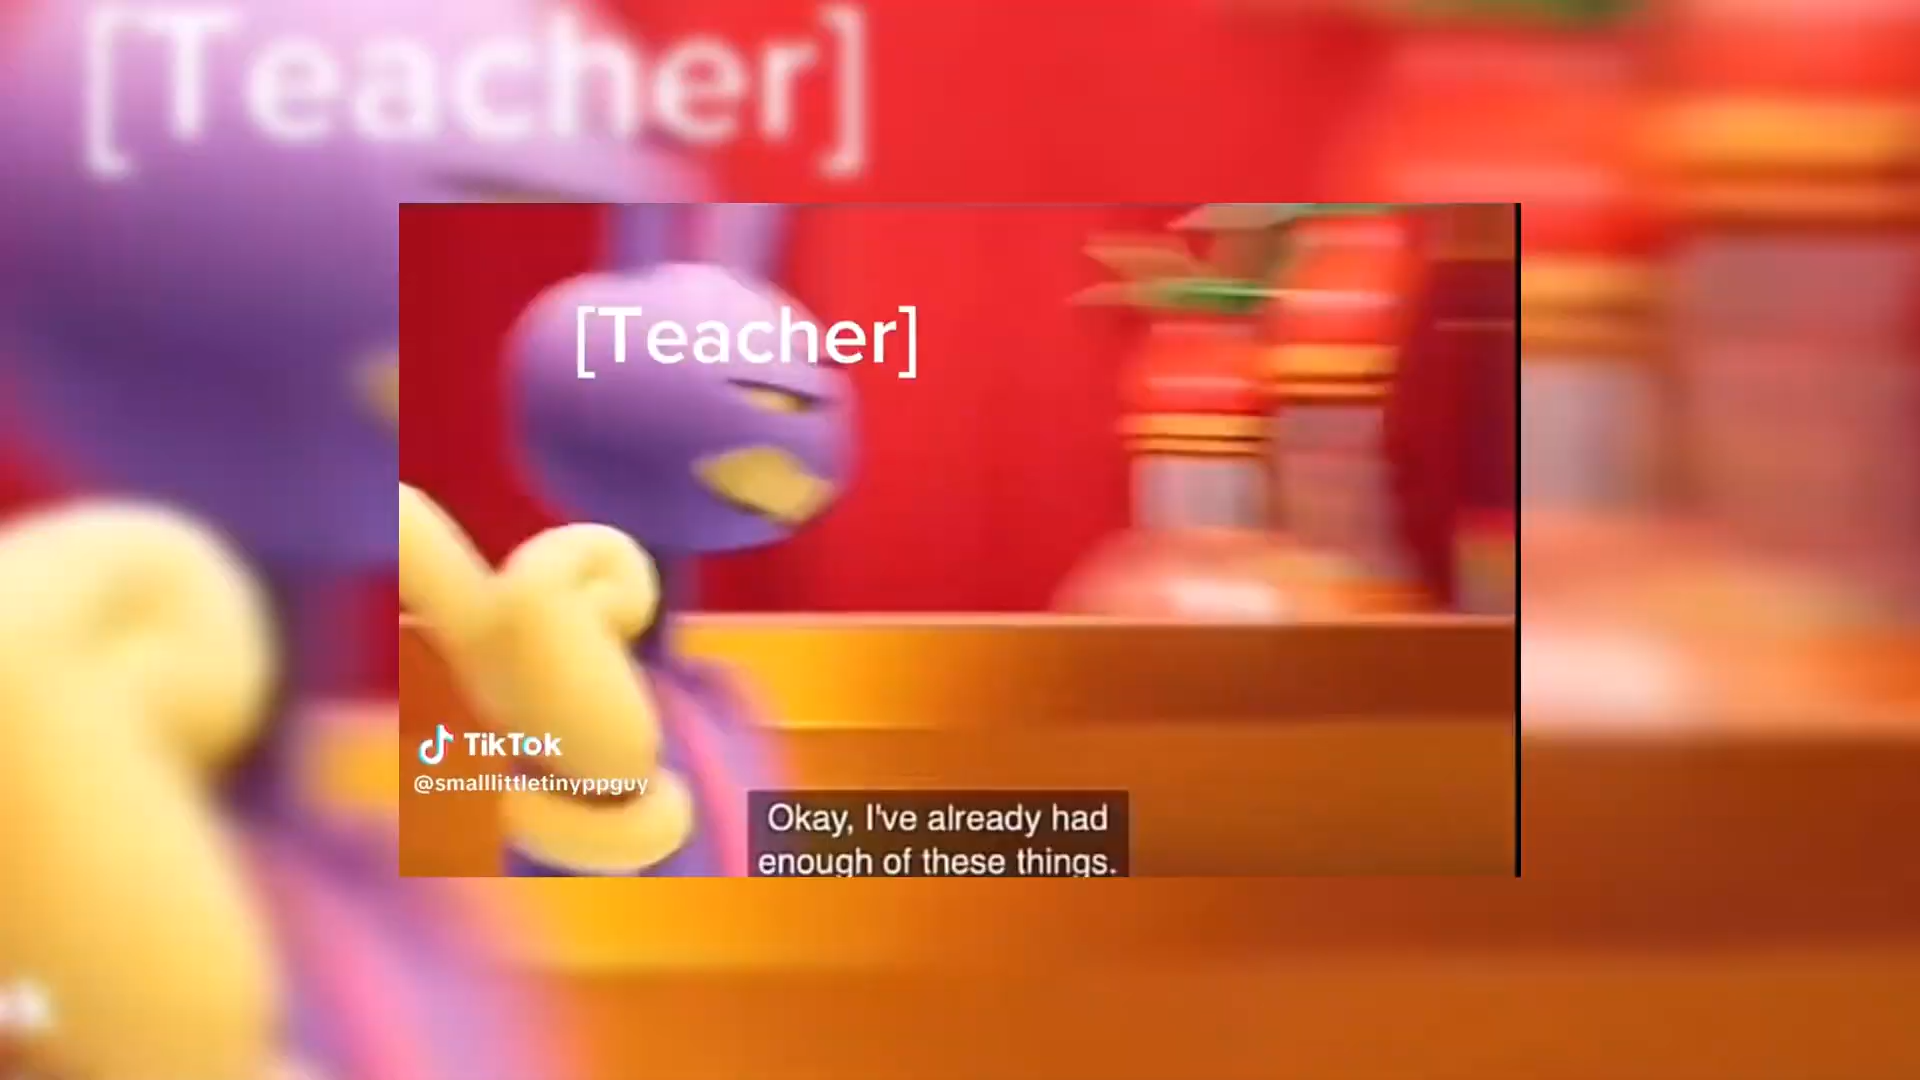 [Teacher]
[Teacher]
TikTok
@smalllittletinyppguy
Okay, I've already had
enough of these things.